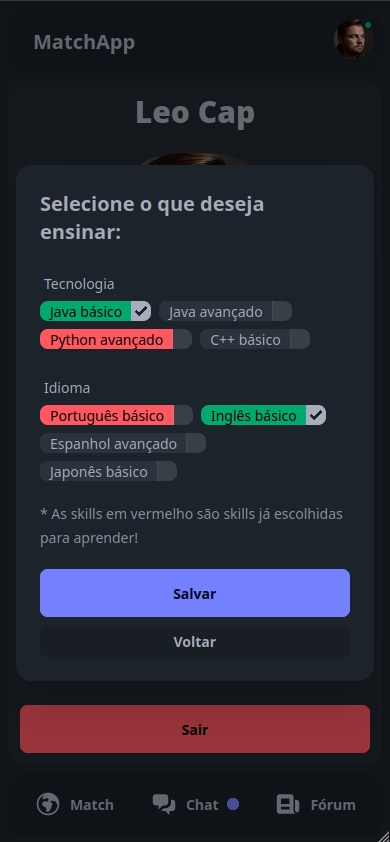 MatchApp
Leo Cap
Selecione o que deseja
ensinar:
Tecnologia
Java básico Java avançado
Python avançado C++ básico
Idioma
Português básico Inglês básico
Espanhol avançado
Japonês básico
* As skills em vermelho são skills já escolhidas
para aprender!
Salvar
Voltar
Sair
Match Chat Fórum